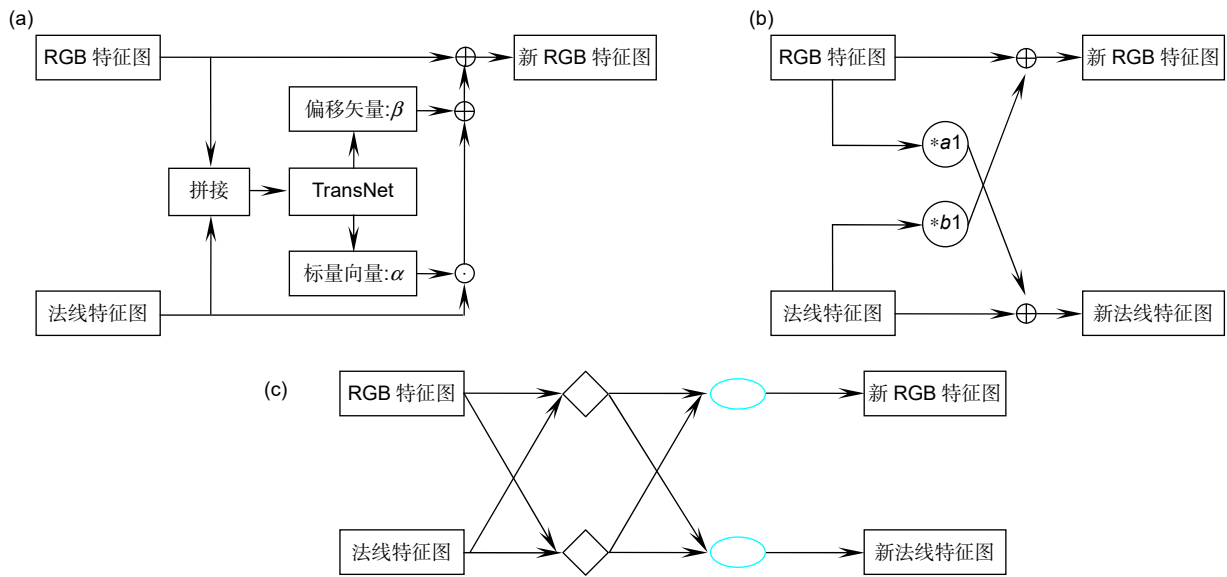 (a)
RGB 特征图
新 RGB 特征图
偏移矢量:β
拼接
TransNet
标量向量:α
法线特征图
(b)
RGB 特征图
新 RGB 特征图
*a1
*b1
法线特征图
新法线特征图
(c)
RGB 特征图
新 RGB 特征图
法线特征图
新法线特征图